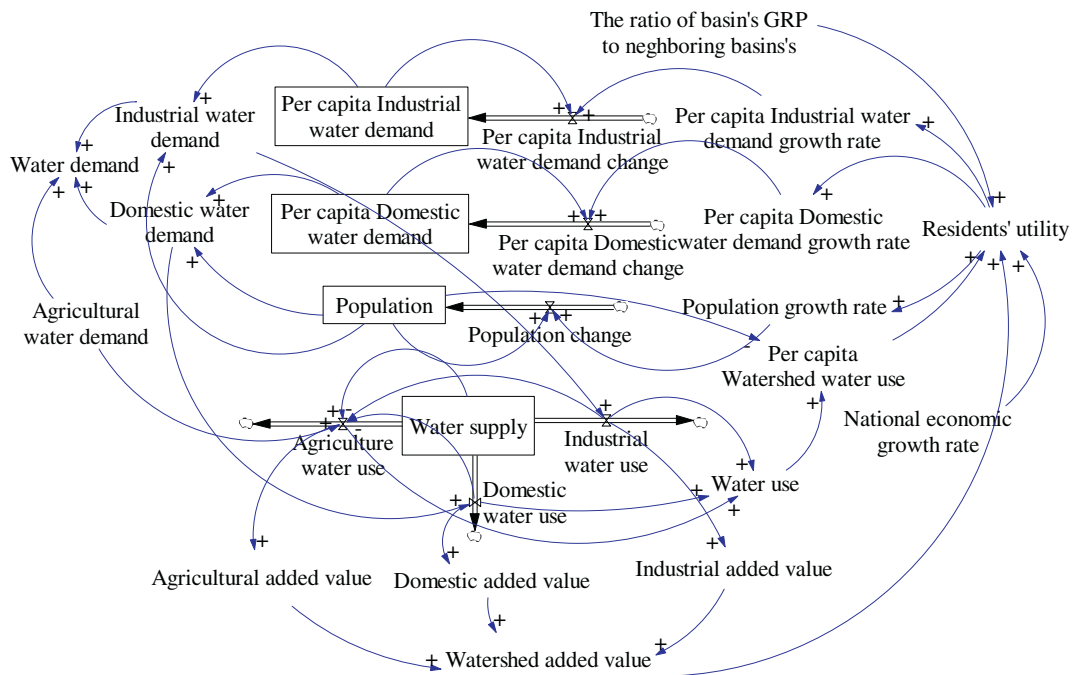 The ratio of basin's GRP
to neghboring basins's
Industrial water
demand
Per capita Industrial
water demand
Per capita Industrial
water demand change
Per capita Industrial water
demand growth rate
Water demand
Domestic water
demand
Per capita Domestic
water demand
Per capita Domestic
water demand change
Per capita Domestic
water demand growth rate
Residents' utility
Agricultural
water demand
Population
Population change
Population growth rate
Per capita
Watershed water use
National economic
growth rate
Water supply
Agriculture
water use
Industrial
water use
Domestic
water use
Water use
Agricultural added value
Domestic added value
Industrial added value
Watershed added value